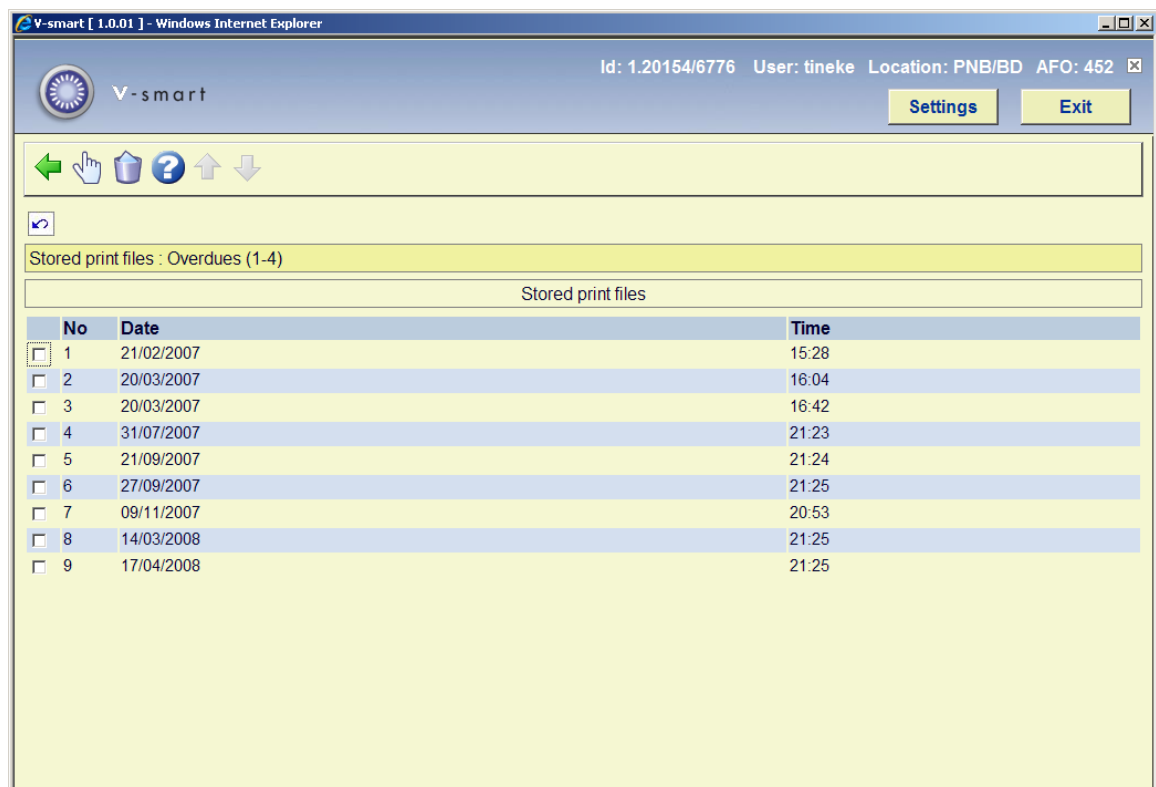 V-smart [ 1.0.01 ] - Windows Internet Explorer
Id: 1.20154/6776 User: tineke Location: PNB/BD AFO: 452
V-smart
Settings Exit
Stored print files : Overdues (1-4)
Stored print files
No Date Time
1 21/02/2007 15:28
2 20/03/2007 16:04
3 20/03/2007 16:42
4 31/07/2007 21:23
5 21/09/2007 21:24
6 27/09/2007 21:25
7 09/11/2007 20:53
8 14/03/2008 21:25
9 17/04/2008 21:25